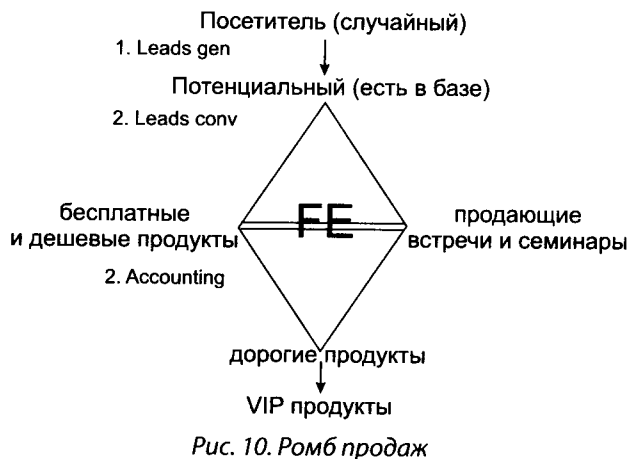 Посетитель (случайный)
1. Leads gen
Потенциальный (есть в базе)
2. Leads conv
FE
бесплатные
и дешевые продукты
продающие
встречи и семинары
2. Accounting
дорогие продукты
VIP продукты
Рис. 10. Ромб продаж